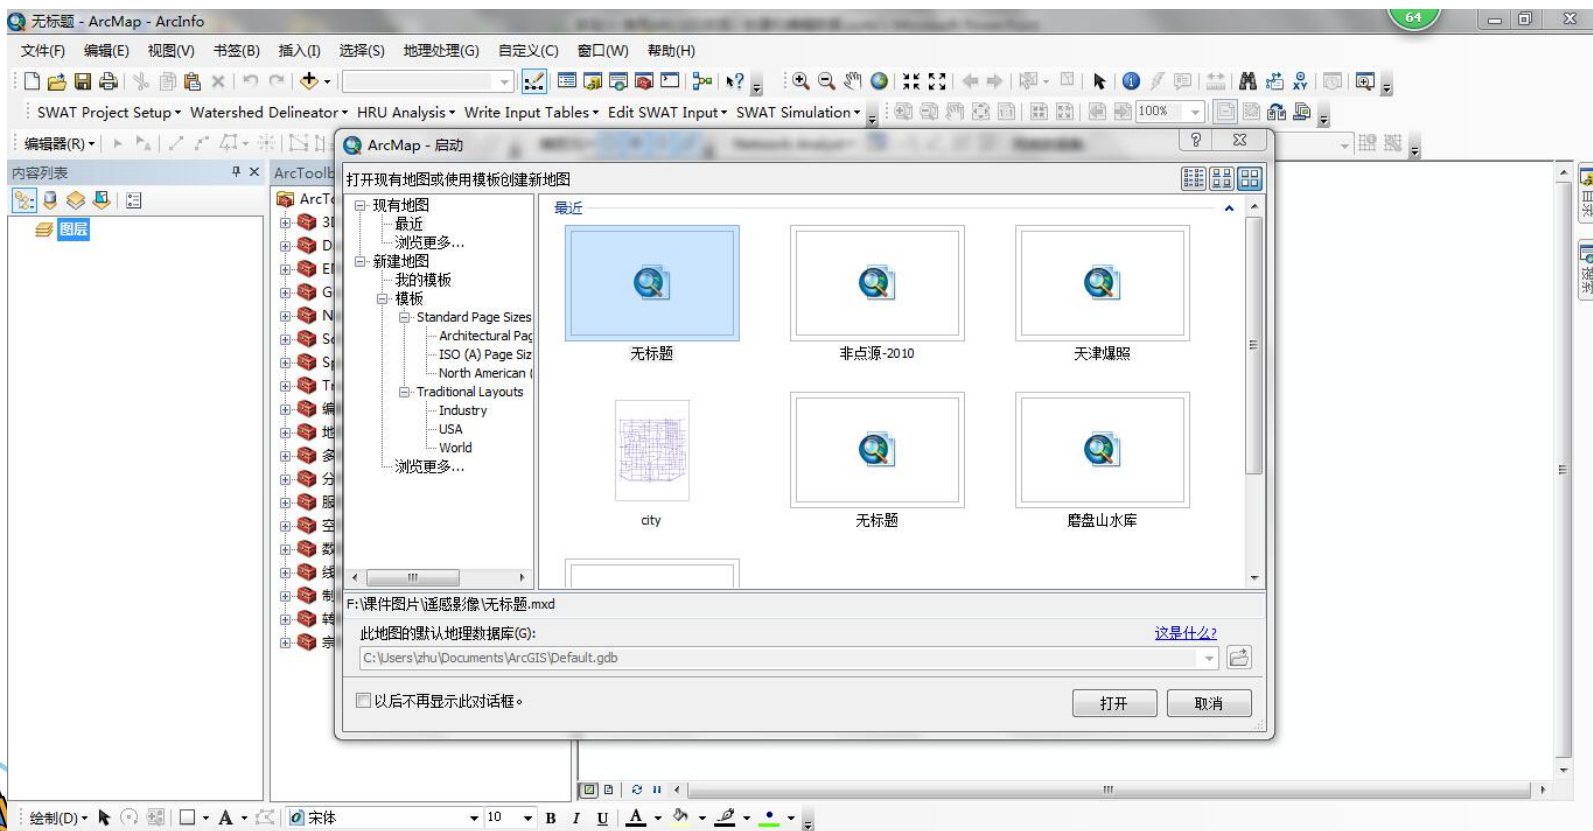 无标题 - ArcMap - ArcInfo
64
文件(F) 编辑(E) 视图(V) 书签(B) 插入(I) 选择(S) 地理处理(G) 自定义(C) 窗口(W) 帮助(H)
SWAT Project Setup Watershed Delineator HRU Analysis Write Input Tables Edit SWAT Input SWAT Simulation 100%
编辑器(R)
内容列表
图层
ArcMap - 启动
打开现有地图或使用模板创建新地图
现有地图
最近
浏览更多...
新建地图
我的模板
模板
Standard Page Sizes
Architectural Pag
ISO (A) Page Siz
North American (
Traditional Layouts
Industry
USA
World
浏览更多...
最近
无标题 非点源-2010 天津爆照
city 无标题 磨盘山水库
F:\课件图片\遥感影像\无标题.mxd
此地图的默认地理数据库(G): 这是什么?
C:\Users\zhu\Documents\ArcGIS\Default.gdb
以后不再显示此对话框。 打开 取消
绘制(D) A 宋体 10 B I U A